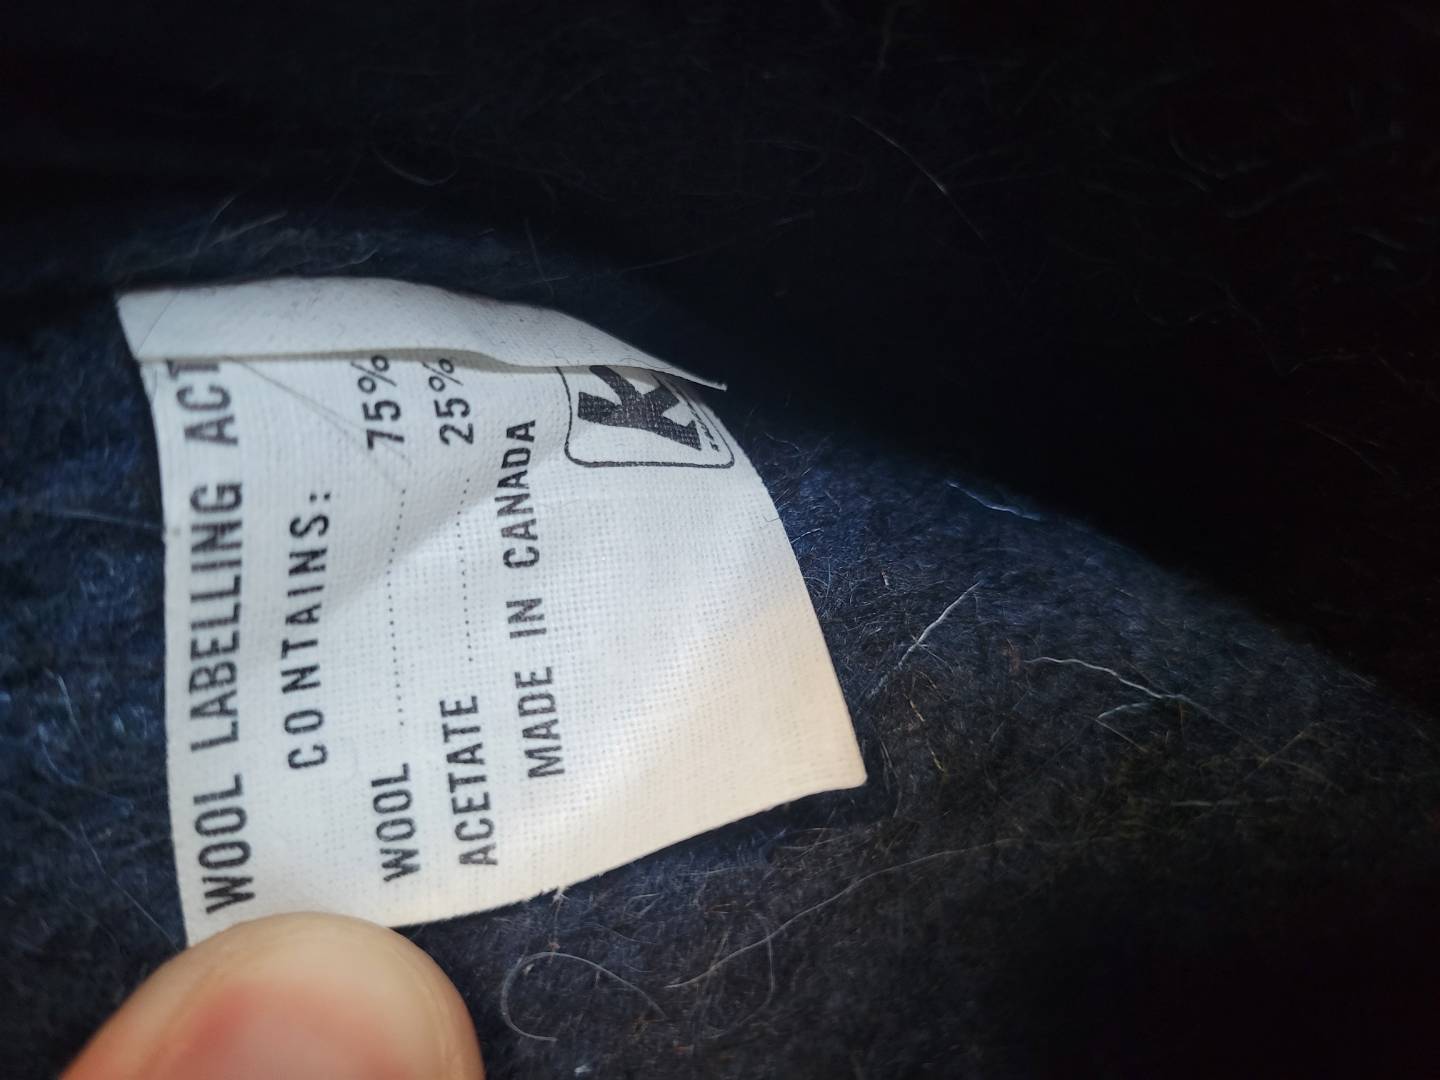 WOOL LABELLING ACT
CONTAINS:
WOOL .................... 75%
ACETATE .................... 25%
MADE IN CANADA
K